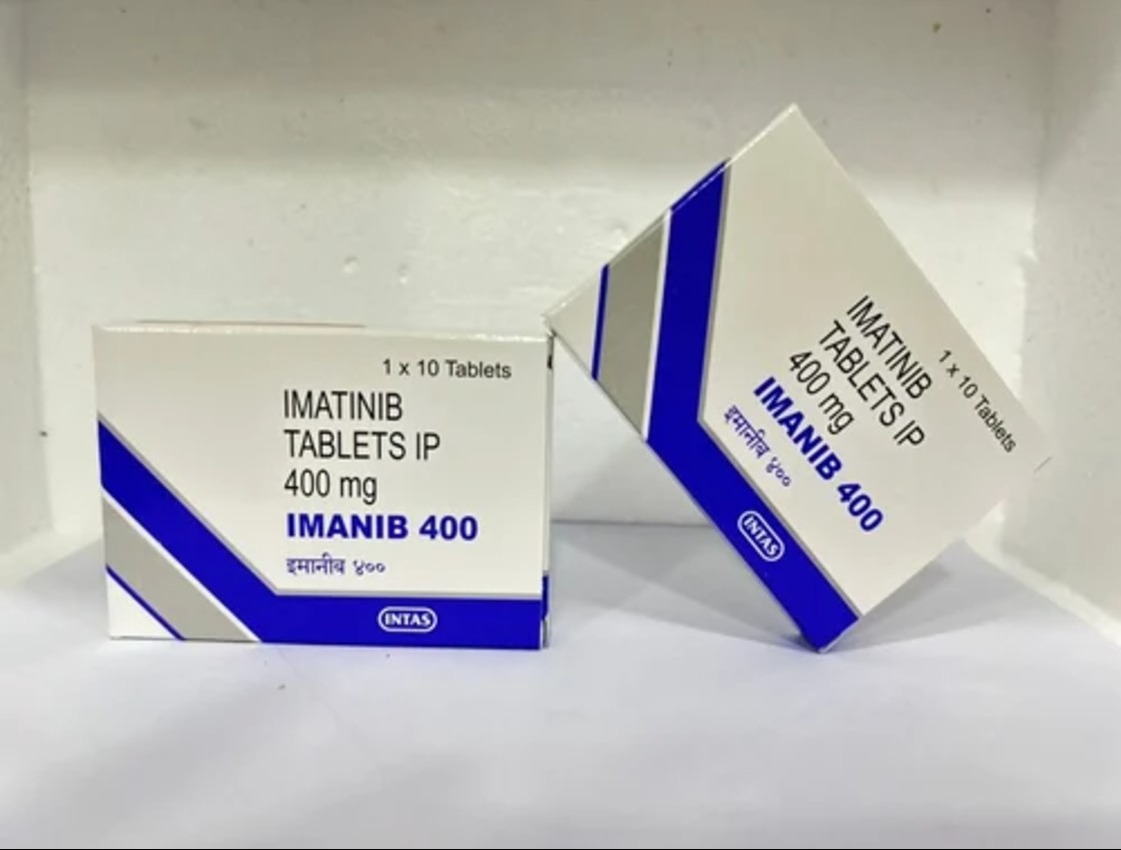 1 x 10 Tablets
IMATINIB
TABLETS IP
400 mg
IMANIB 400
इमानीब ४००
INTAS
1 x 10 Tablets
IMATINIB
TABLETS IP
400 mg
IMANIB 400
इमानीब ४००
INTAS